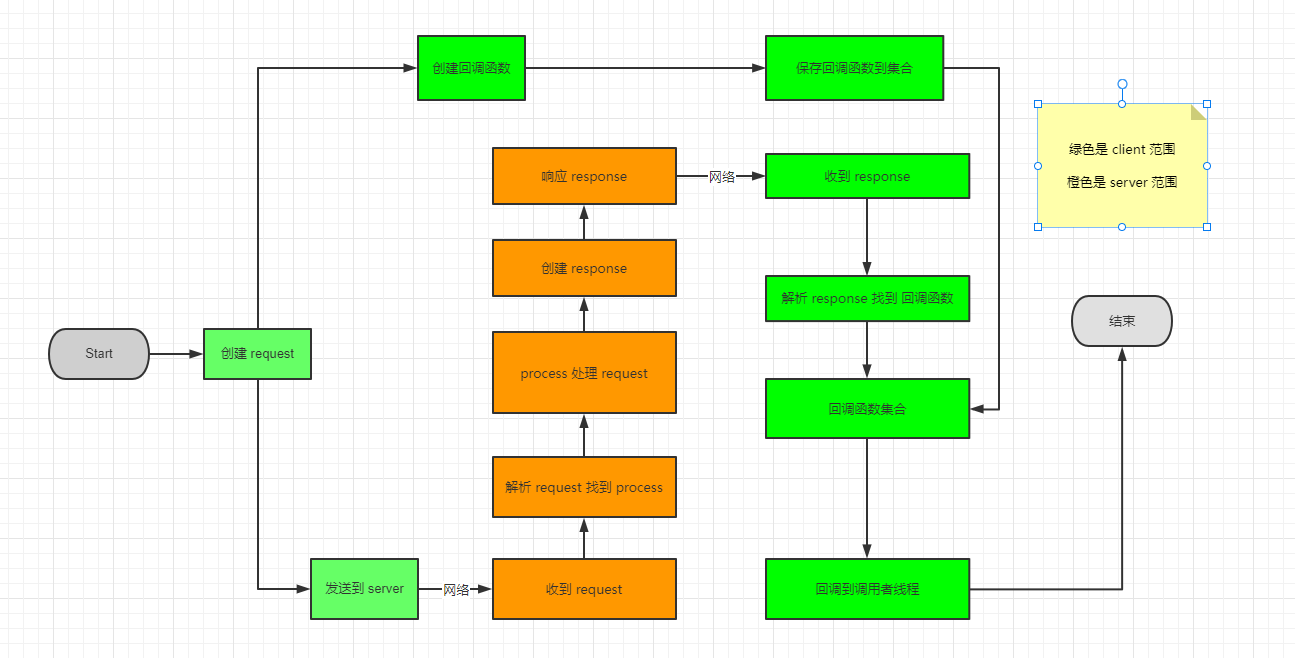 创建回调函数
保存回调函数到集合
绿色是 client 范围
橙色是 server 范围
响应 response
网络
收到 response
创建 response
解析 response 找到 回调函数
结束
Start
创建 request
process 处理 request
回调函数集合
解析 request 找到 process
发送到 server
网络
收到 request
回调到调用者线程